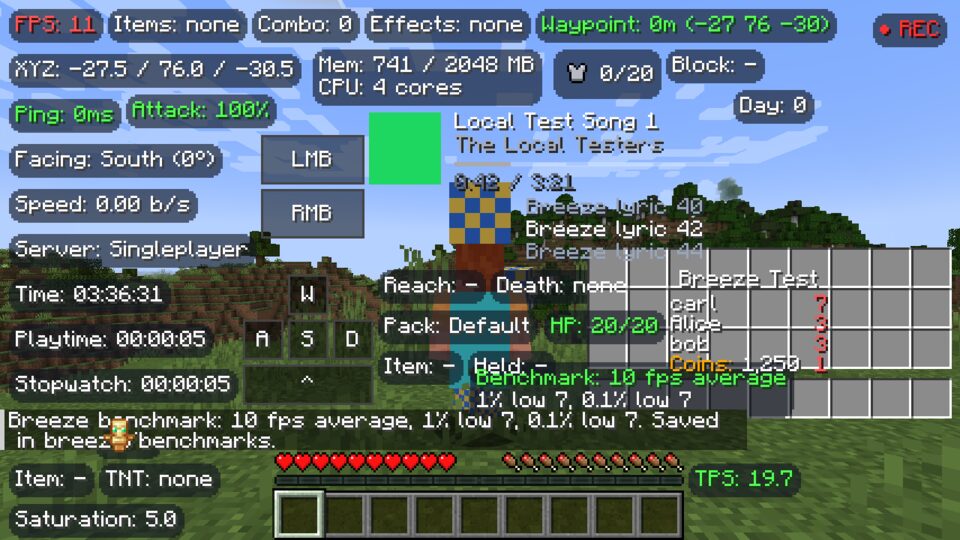 FPS: 11 Items: none Combo: 0 Effects: none Waypoint: 0m (-27 76 -30) • REC
XYZ: -27.5 / 76.0 / -30.5
Mem: 741 / 2048 MB
CPU: 4 cores
0/20
Block: -
Ping: 0ms
Attack: 100%
Day: 0
Local Test Song 1
The Local Testers
0:42 / 3:21
Facing: South (0°)
LMB
Speed: 0.00 b/s
RMB
Breeze lyric 40
Breeze lyric 42
Breeze lyric 44
Server: Singleplayer
Time: 03:36:31
W
Reach: - Death: none
Breeze Test
carl 7
Alice 3
bob 3
Coins: 1,250 1
Playtime: 00:00:05
A S D
Pack: Default HP: 20/20
Item: - Held: -
Stopwatch: 00:00:05
^
Benchmark: 10 fps average
1% low 7, 0.1% low 7
Breeze benchmark: 10 fps average, 1% low 7, 0.1% low 7. Saved
in breeze benchmarks.
Item: - TNT: none
TPS: 19.7
Saturation: 5.0